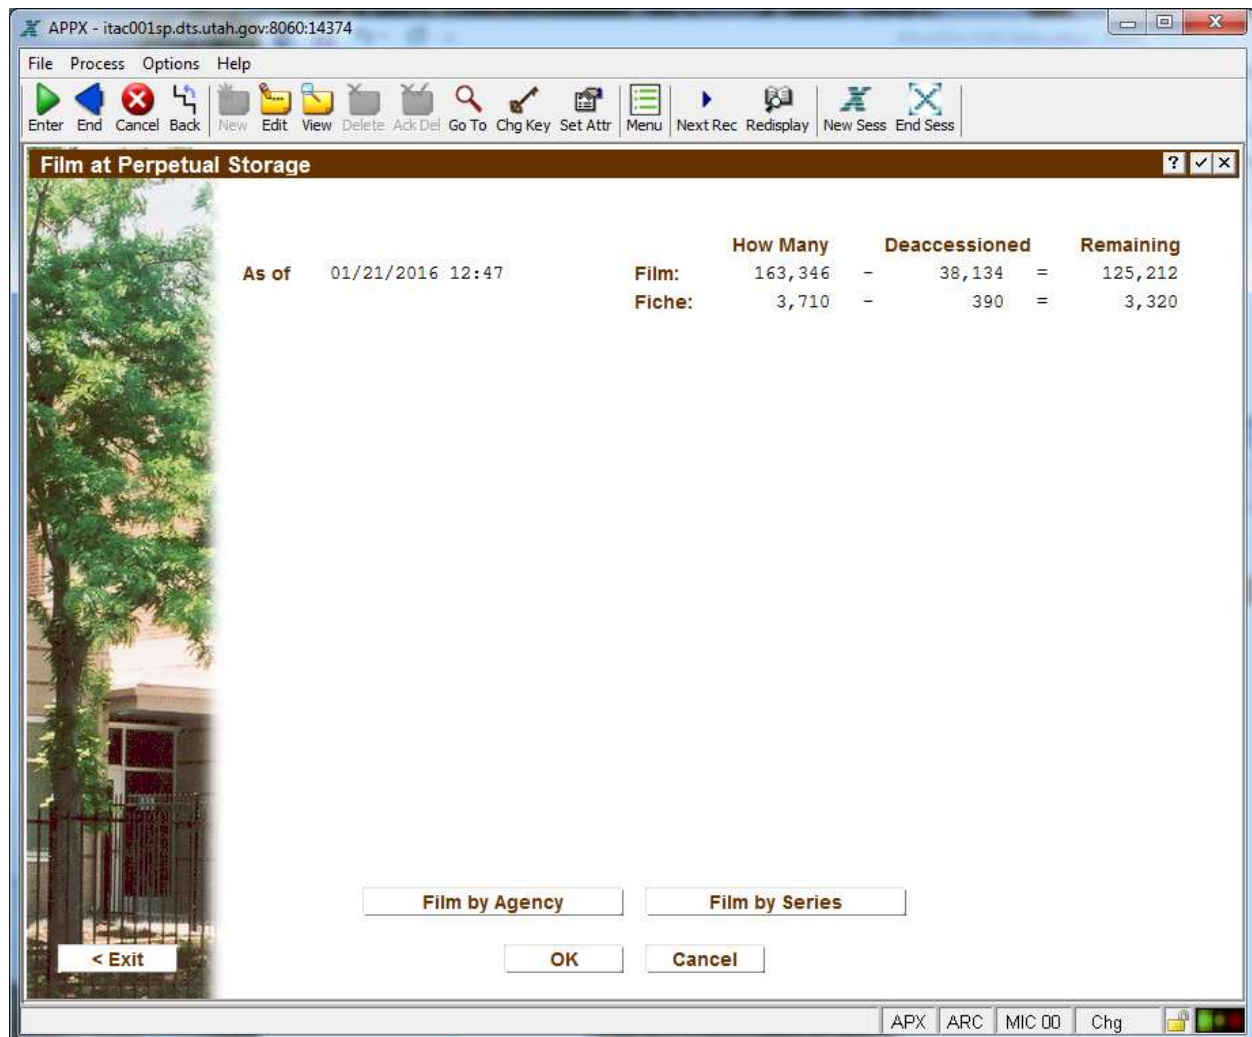 APPX - itac001sp.dts.utah.gov:8060:14374
File Process Options Help
Enter End Cancel Back New Edit View Delete Ack Del Go To Chg Key Set Attr Menu Next Rec Redisplay New Sess End Sess
Film at Perpetual Storage ?
How Many Deaccessioned Remaining
As of 01/21/2016 12:47 Film: 163,346 - 38,134 = 125,212
Fiche: 3,710 - 390 = 3,320
Film by Agency Film by Series
< Exit OK Cancel
APX ARC MIC 00 Chg